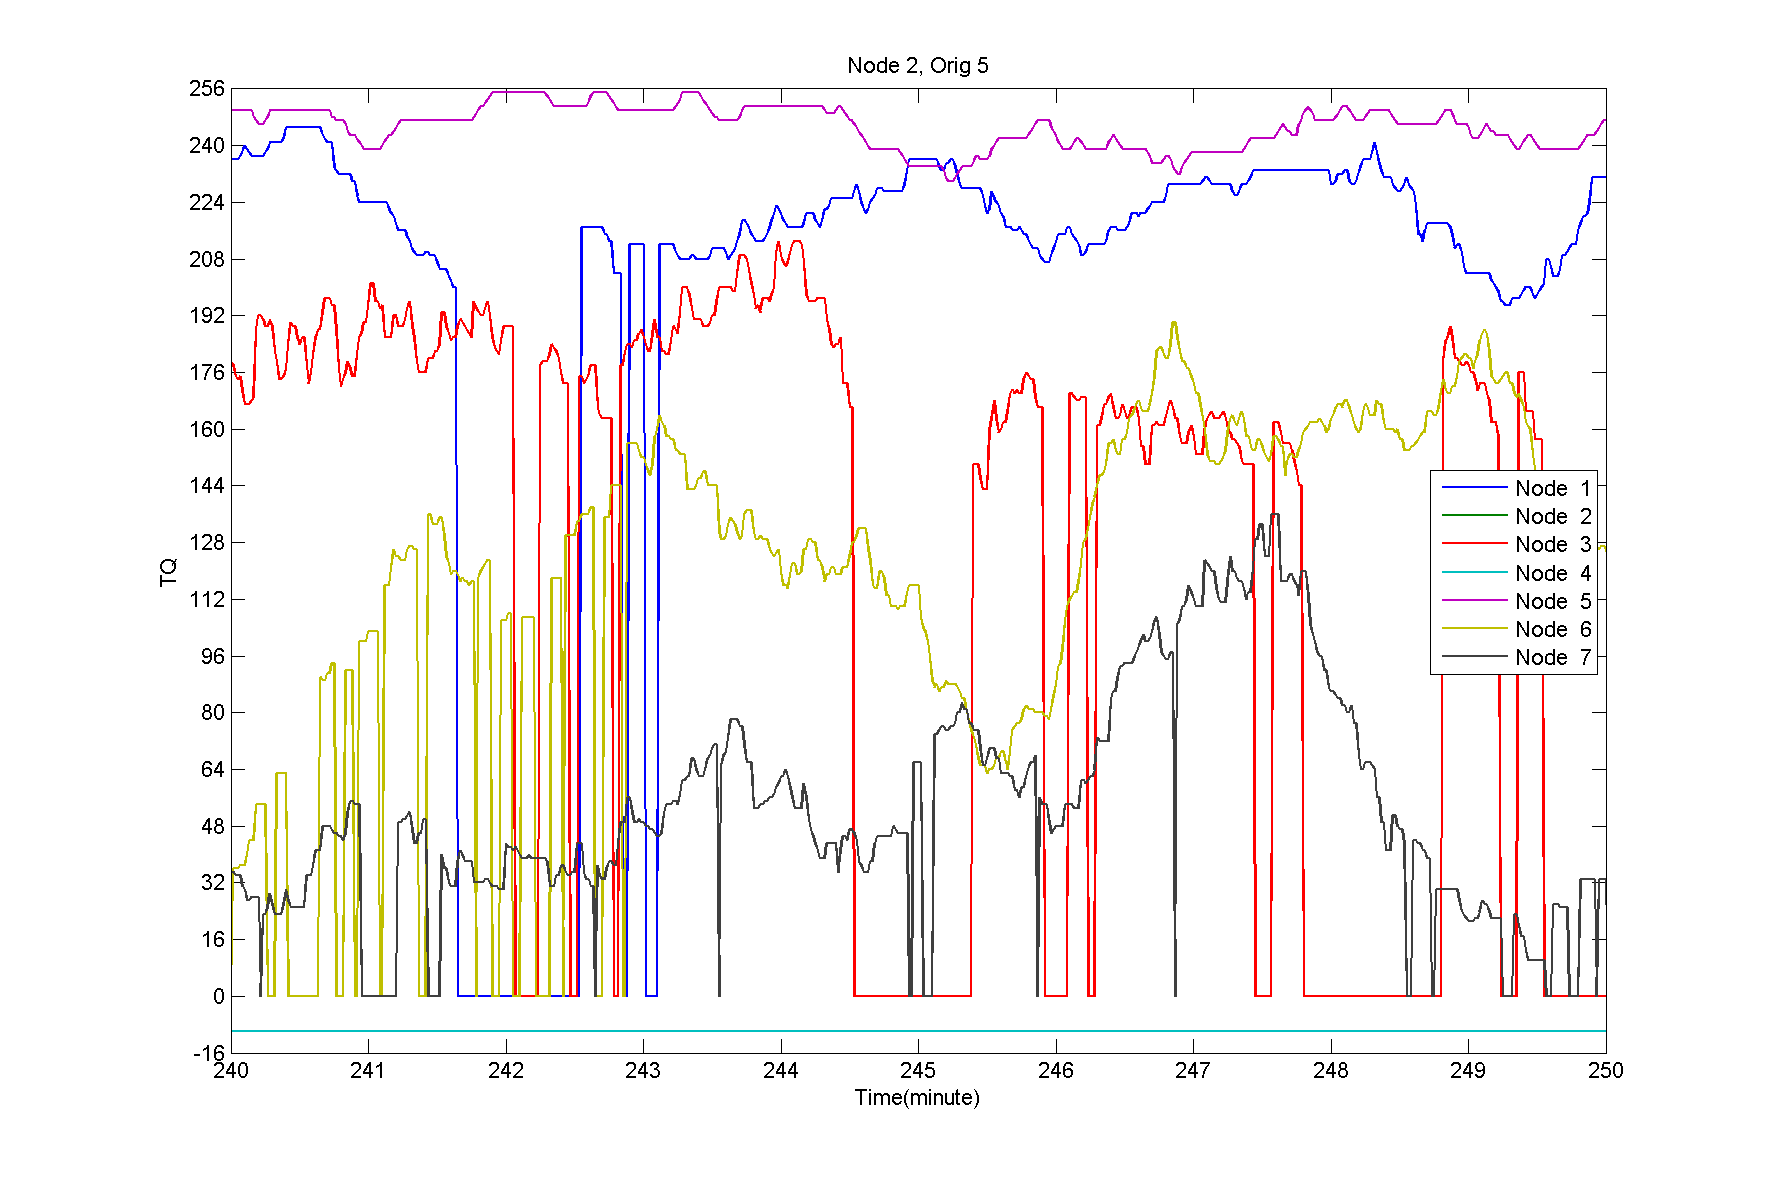 Node 2, Orig 5
256
240
224
208
192
176
160
144
128
112
96
80
64
48
32
16
0
-16
TQ
Node 1
Node 2
Node 3
Node 4
Node 5
Node 6
Node 7
240 241 242 243 244 245 246 247 248 249 250
Time(minute)